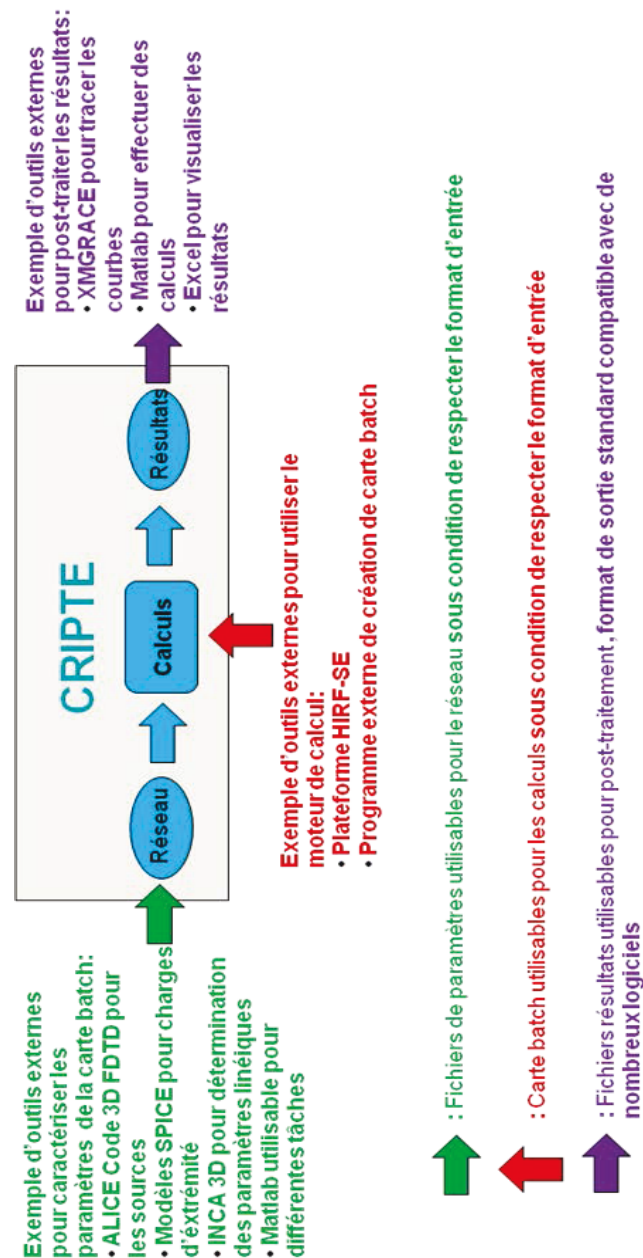 Exemple d'outils externes
pour caractériser les
paramètres de la carte batch:
• ALICE Code 3D FDTD pour
les sources
• Modèles SPICE pour charges
d'éxtrémité
• INCA 3D pour détermination
des paramètres linéiques
• Matlab utilisable pour
différentes tâches
CRIPTE
Réseau
Calculs
Résultats
Exemple d'outils externes
pour post-traiter les résultats:
• XMGRACE pour tracer les
courbes
• Matlab pour effectuer des
calculs
• Excel pour visualiser les
résultats
Exemple d'outils externes pour utiliser le
moteur de calcul:
• Plateforme HIRF-SE
• Programme externe de création de carte batch
: Fichiers de paramètres utilisables pour le réseau sous condition de respecter le format d'entrée
: Carte batch utilisables pour les calculs sous condition de respecter le format d'entrée
: Fichiers résultats utilisables pour post-traitement, format de sortie standard compatible avec de
nombreux logiciels